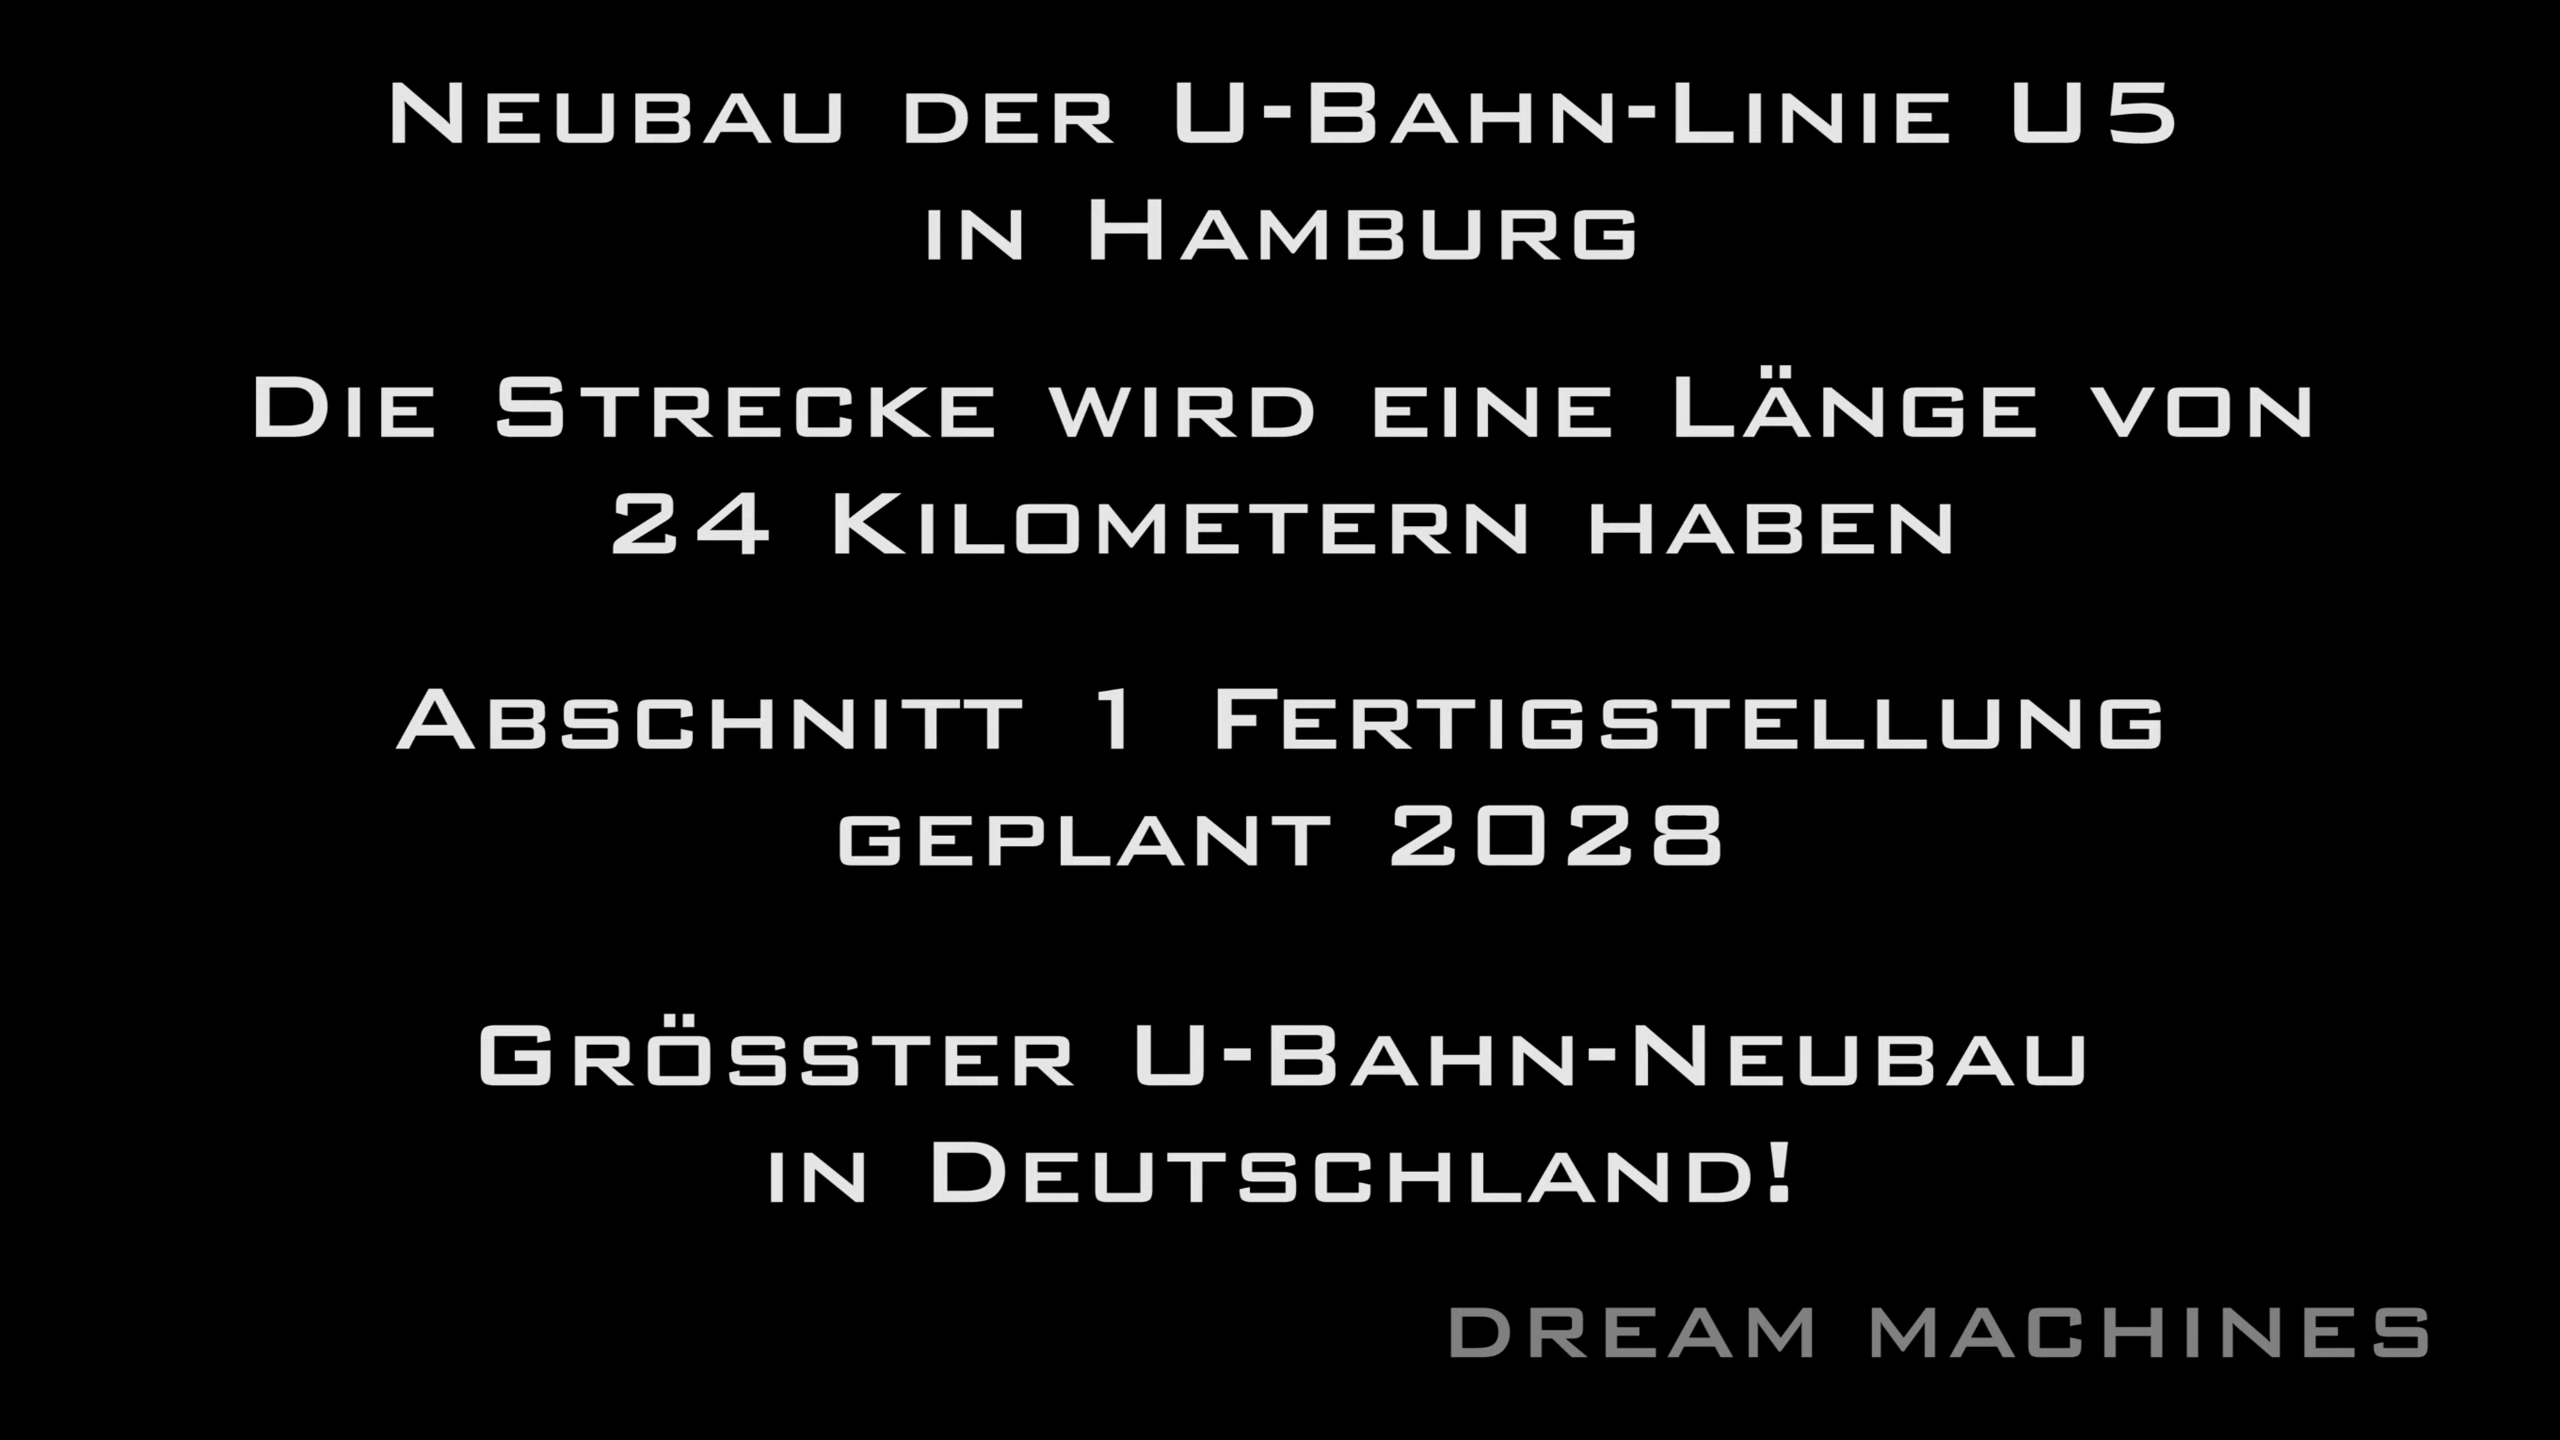 Neubau der U-Bahn-Linie U5
in Hamburg
Die Strecke wird eine Länge von
24 Kilometern haben
Abschnitt 1 Fertigstellung
geplant 2028
Grösster U-Bahn-Neubau
in Deutschland!
DREAM MACHINES